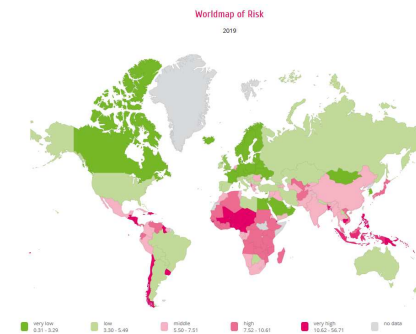 Worldmap of Risk
2019
very low
0.31 - 3.29
low
3.30 - 5.49
middle
5.50 - 7.51
high
7.52 - 10.61
very high
10.62 - 56.71
no data